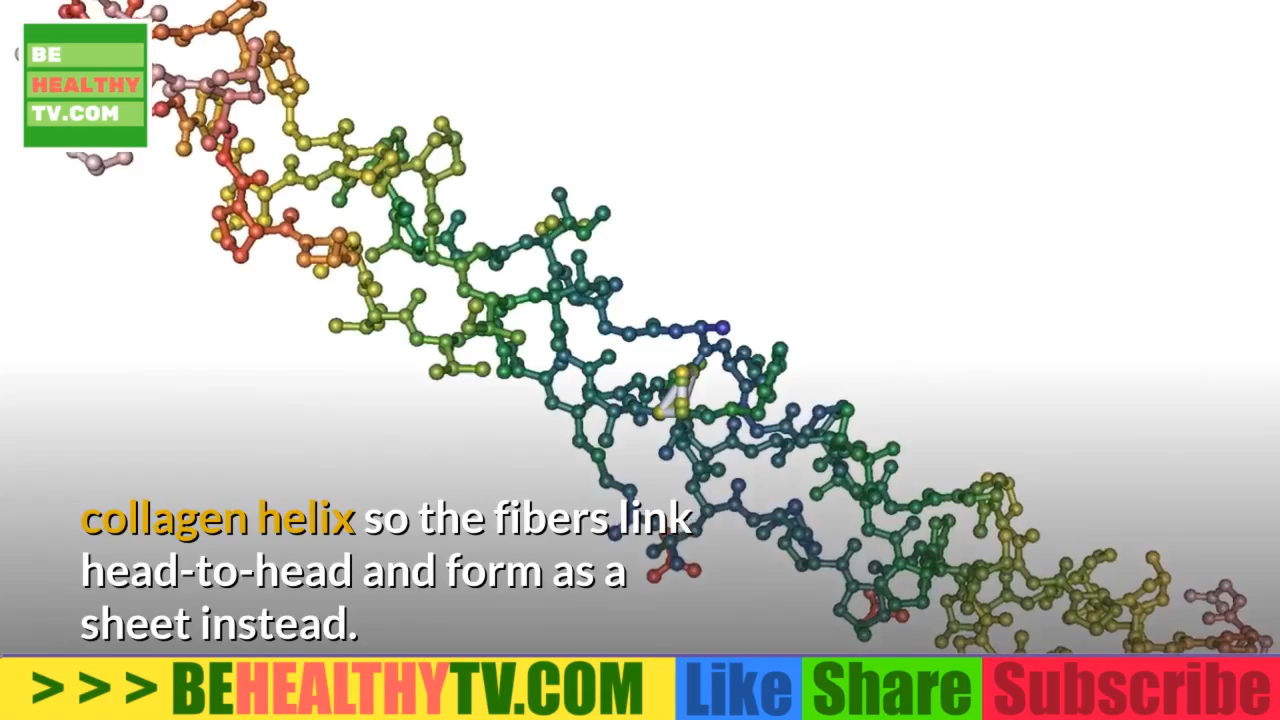 BE
HEALTHY
TV.COM
collagen helix so the fibers link
head-to-head and form as a
sheet instead.
> > > BEHEALTHYTV.COM Like Share Subscribe